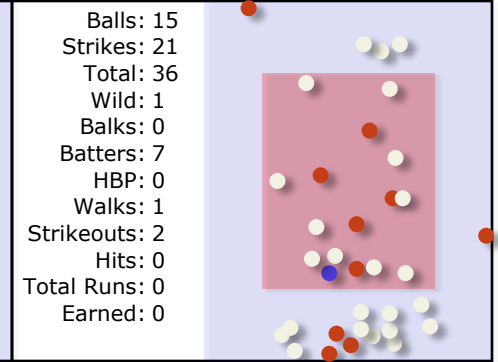 Balls: 15
Strikes: 21
Total: 36
Wild: 1
Balks: 0
Batters: 7
HBP: 0
Walks: 1
Strikeouts: 2
Hits: 0
Total Runs: 0
Earned: 0